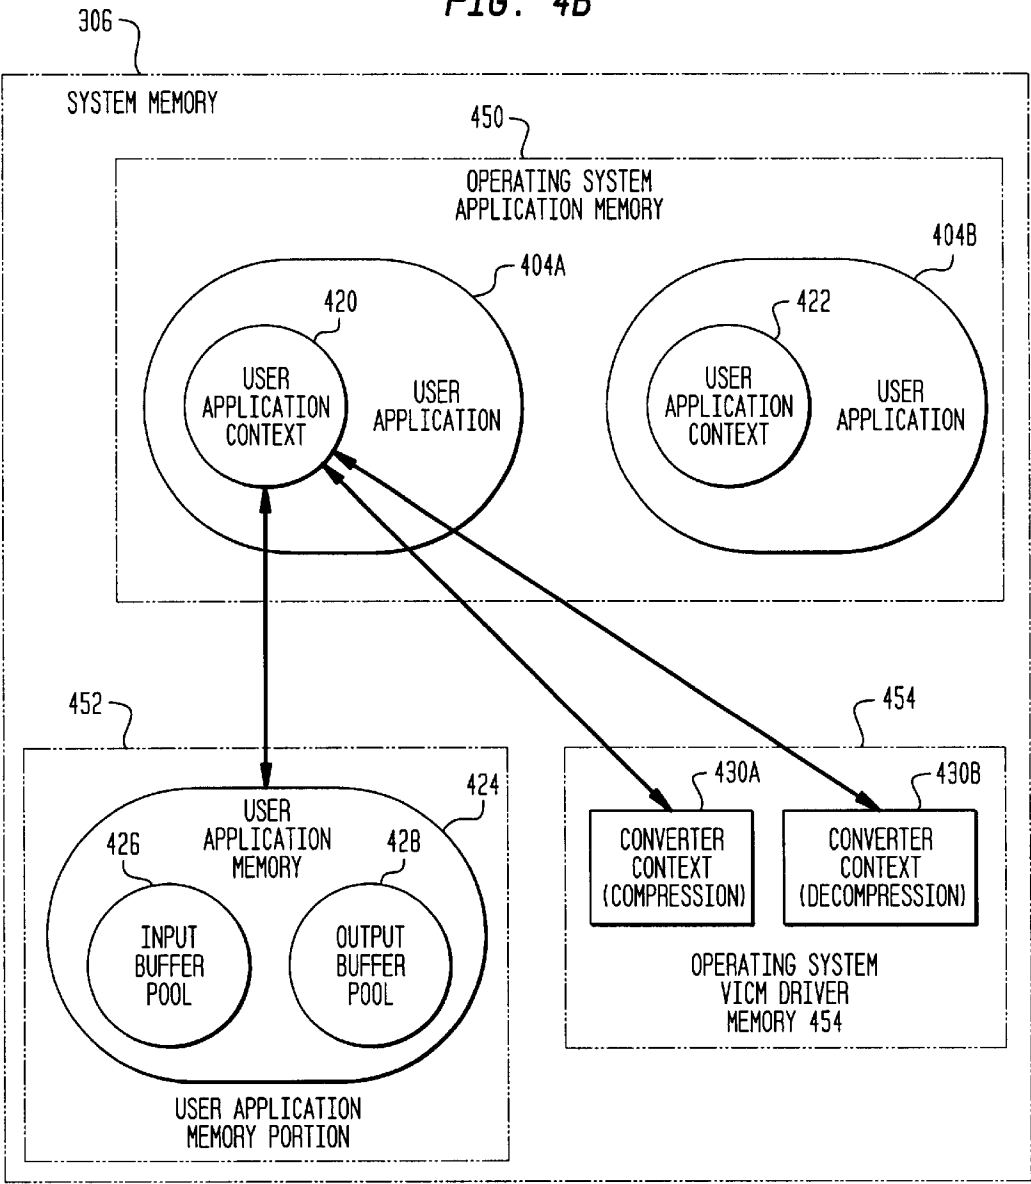 FIG. 4B
306
SYSTEM MEMORY
450
OPERATING SYSTEM
APPLICATION MEMORY
404A
404B
420
422
USER
APPLICATION
CONTEXT
USER
APPLICATION
USER
APPLICATION
CONTEXT
USER
APPLICATION
452
454
424
USER
APPLICATION
MEMORY
426
428
INPUT
BUFFER
POOL
OUTPUT
BUFFER
POOL
USER APPLICATION
MEMORY PORTION
430A
430B
CONVERTER
CONTEXT
(COMPRESSION)
CONVERTER
CONTEXT
(DECOMPRESSION)
OPERATING SYSTEM
VICM DRIVER
MEMORY 454